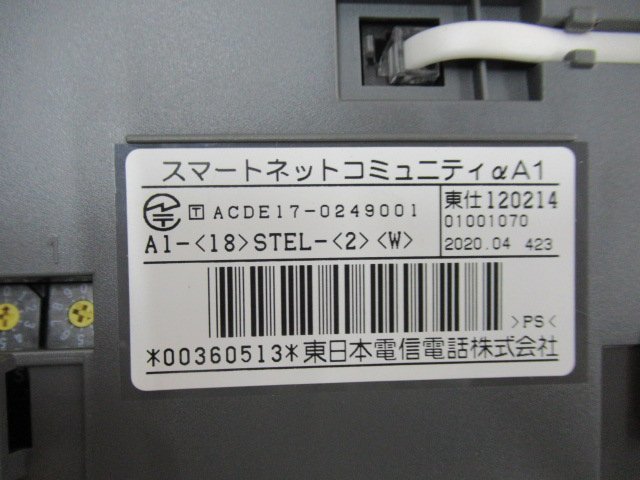 スマートネットコミュニティαA1
T ACDE17-0249001
東仕120214
01001070
A1-<18>STEL-<2><W>
2020.04 423
>PS<
*00360513*東日本電信電話株式会社